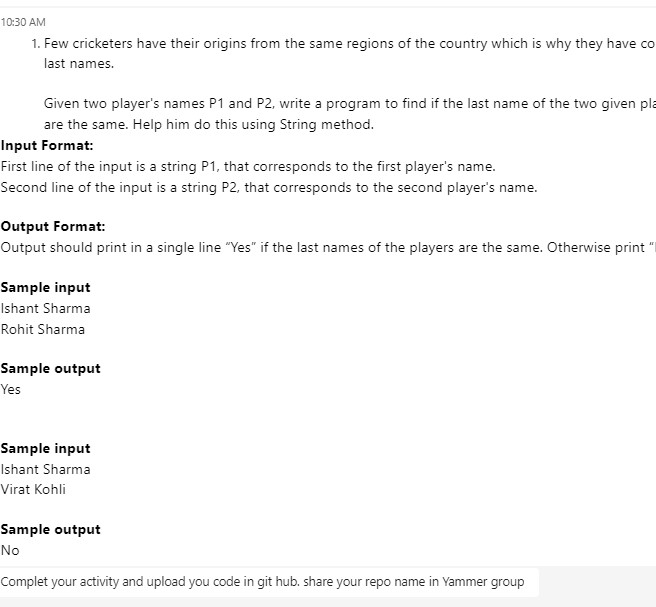 10:30 AM
1. Few cricketers have their origins from the same regions of the country which is why they have co
last names.
Given two player's names P1 and P2, write a program to find if the last name of the two given pla
are the same. Help him do this using String method.
Input Format:
First line of the input is a string P1, that corresponds to the first player's name.
Second line of the input is a string P2, that corresponds to the second player's name.
Output Format:
Output should print in a single line “Yes” if the last names of the players are the same. Otherwise print “
Sample input
Ishant Sharma
Rohit Sharma
Sample output
Yes
Sample input
Ishant Sharma
Virat Kohli
Sample output
No
Complet your activity and upload you code in git hub. share your repo name in Yammer group